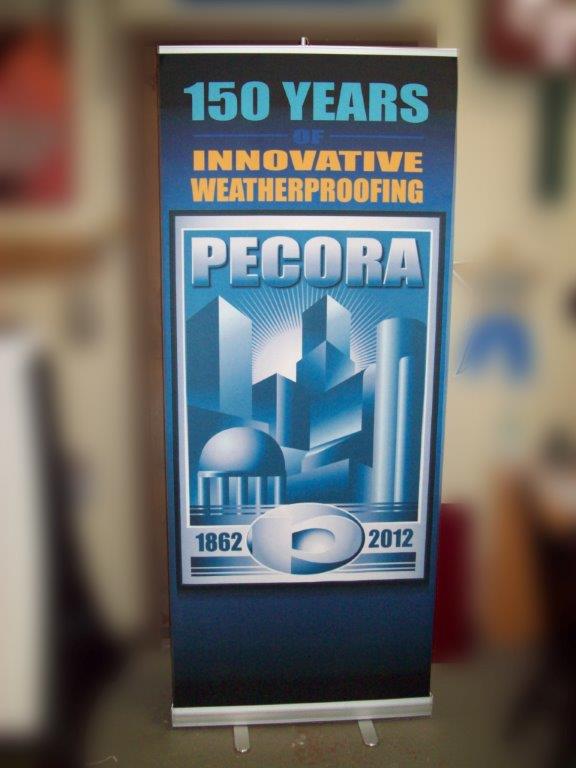 150 YEARS
OF
INNOVATIVE
WEATHERPROOFING
PECORA
1862 p 2012